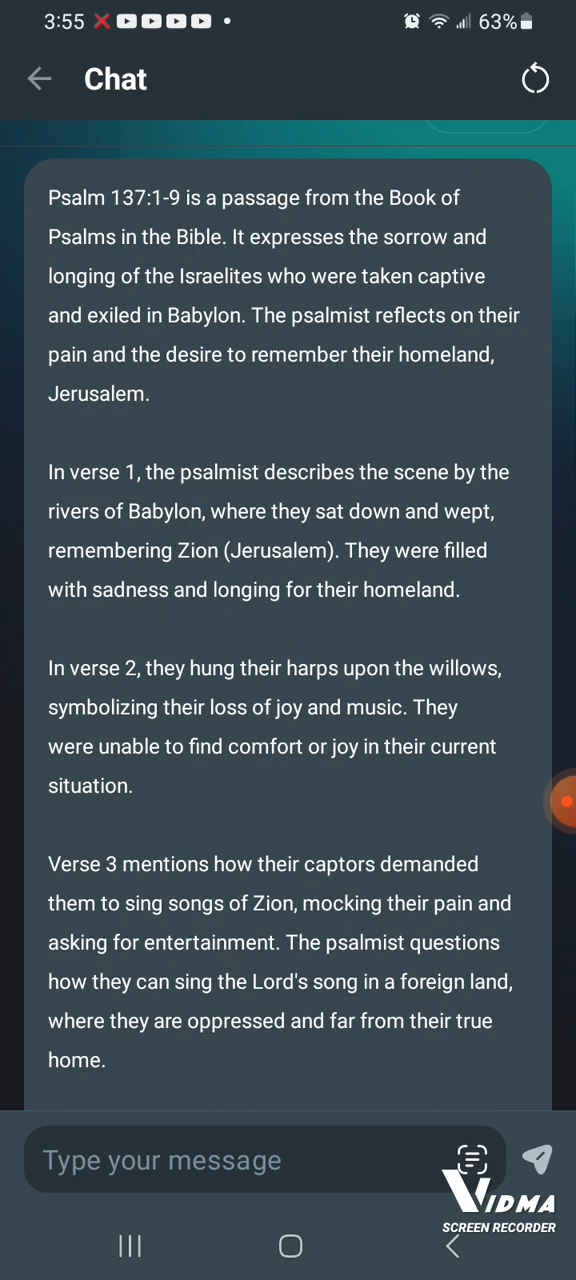 3:55
63%
Chat
Psalm 137:1-9 is a passage from the Book of
Psalms in the Bible. It expresses the sorrow and
longing of the Israelites who were taken captive
and exiled in Babylon. The psalmist reflects on their
pain and the desire to remember their homeland,
Jerusalem.
In verse 1, the psalmist describes the scene by the
rivers of Babylon, where they sat down and wept,
remembering Zion (Jerusalem). They were filled
with sadness and longing for their homeland.
In verse 2, they hung their harps upon the willows,
symbolizing their loss of joy and music. They
were unable to find comfort or joy in their current
situation.
Verse 3 mentions how their captors demanded
them to sing songs of Zion, mocking their pain and
asking for entertainment. The psalmist questions
how they can sing the Lord's song in a foreign land,
where they are oppressed and far from their true
home.
Type your message
VIDMA
SCREEN RECORDER